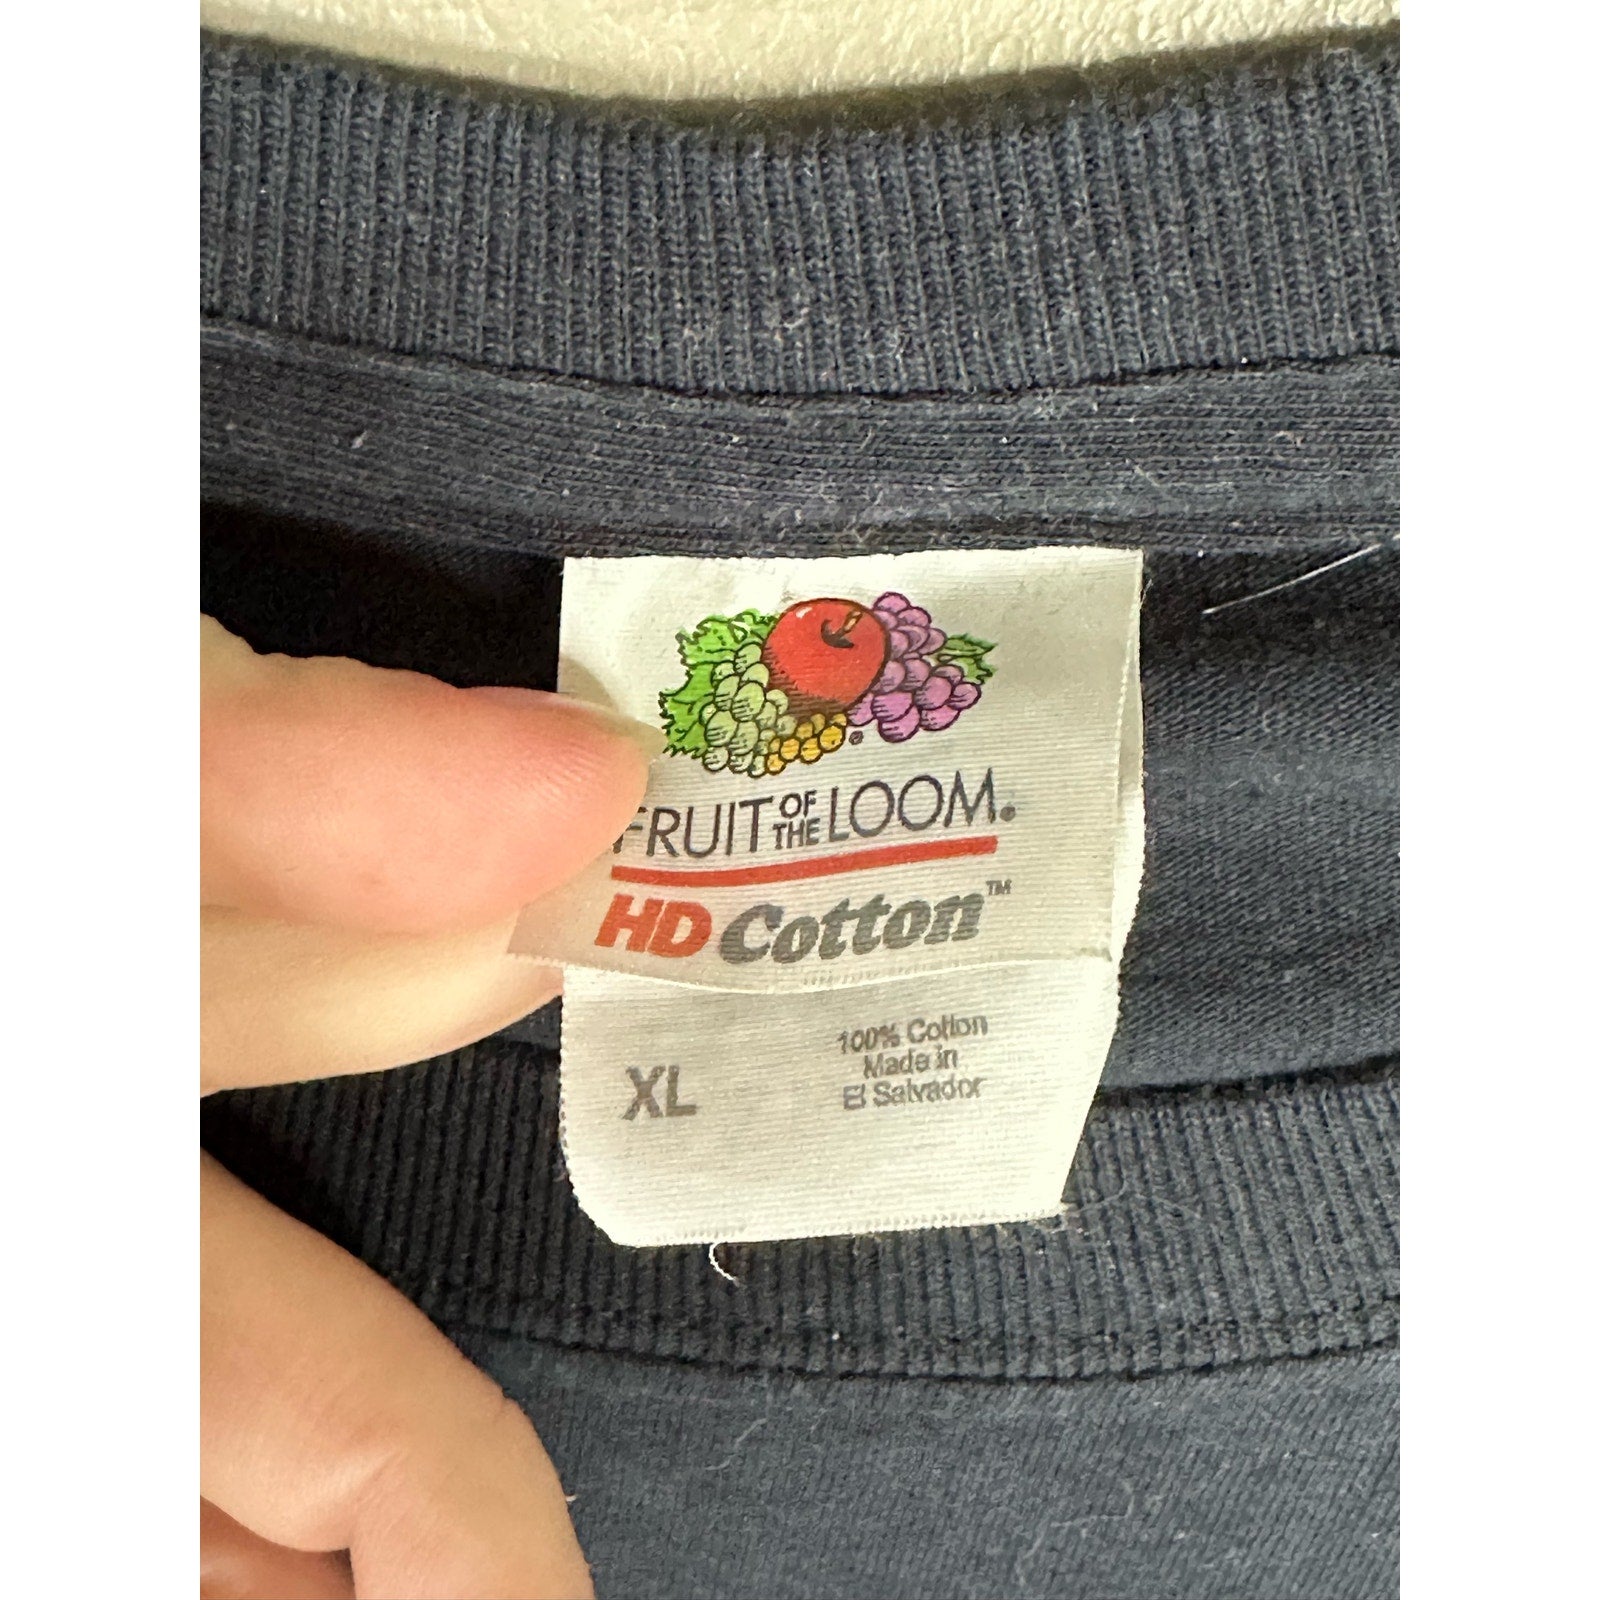 FRUIT OF THE LOOM®
HD Cotton™
XL
100% Cotton
Made in
El Salvador